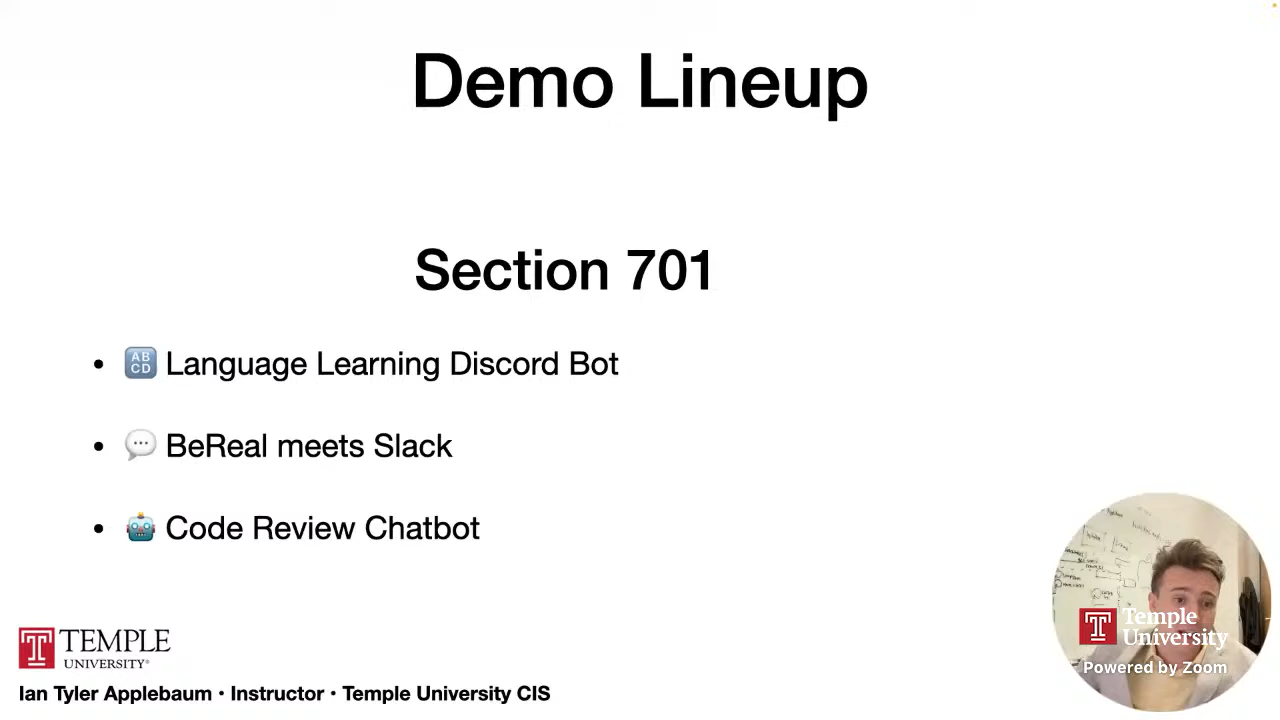 Demo Lineup
Section 701
• 🔠 Language Learning Discord Bot
• 💬 BeReal meets Slack
• 🤖 Code Review Chatbot
TEMPLE
UNIVERSITY®
Ian Tyler Applebaum • Instructor • Temple University CIS
Temple
University
Powered by Zoom